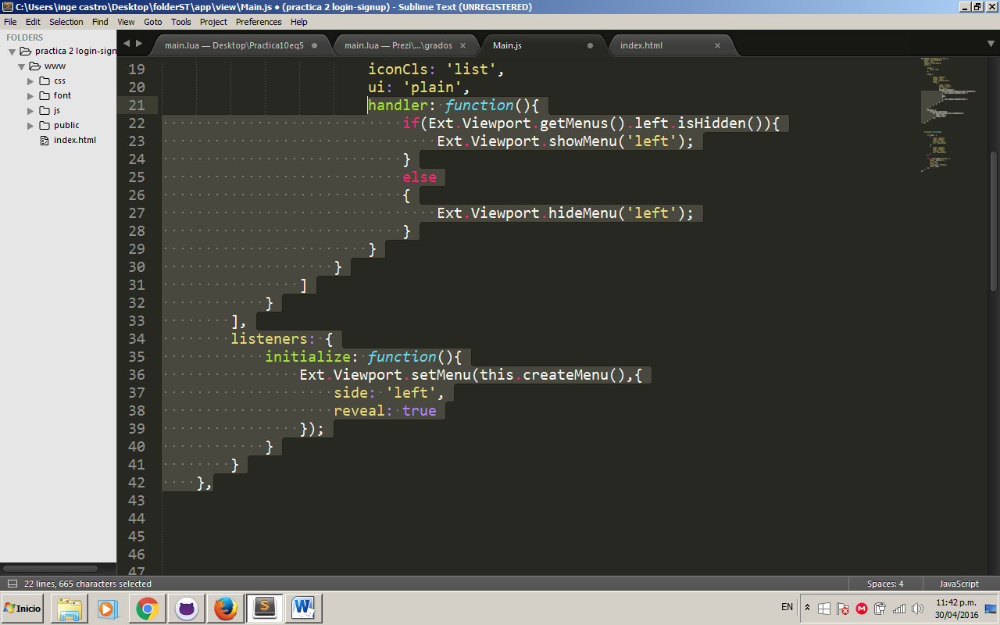 C:\Users\inge castro\Desktop\folderST\app\view\Main.js • (practica 2 login-signup) - Sublime Text (UNREGISTERED)
File Edit Selection Find View Goto Tools Project Preferences Help
FOLDERS
practica 2 login-sign
www
css
font
js
public
index.html
main.lua — Desktop\Practica10eq5
main.lua — Prezi\...\grados
Main.js
index.html
19 iconCls: 'list',
20 ui: 'plain',
21 handler: function(){
22 if(Ext.Viewport.getMenus().left.isHidden()){
23 Ext.Viewport.showMenu('left');
24 }
25 else
26 {
27 Ext.Viewport.hideMenu('left');
28 }
29 }
30 }
31 ]
32 }
33 ],
34 listeners: {
35 initialize: function(){
36 Ext.Viewport.setMenu(this.createMenu(),{
37 side: 'left',
38 reveal: true
39 });
40 }
41 }
42 },
43
44
45
46
47
22 lines, 665 characters selected
Spaces: 4
JavaScript
Inicio
EN
11:42 p.m.
30/04/2016